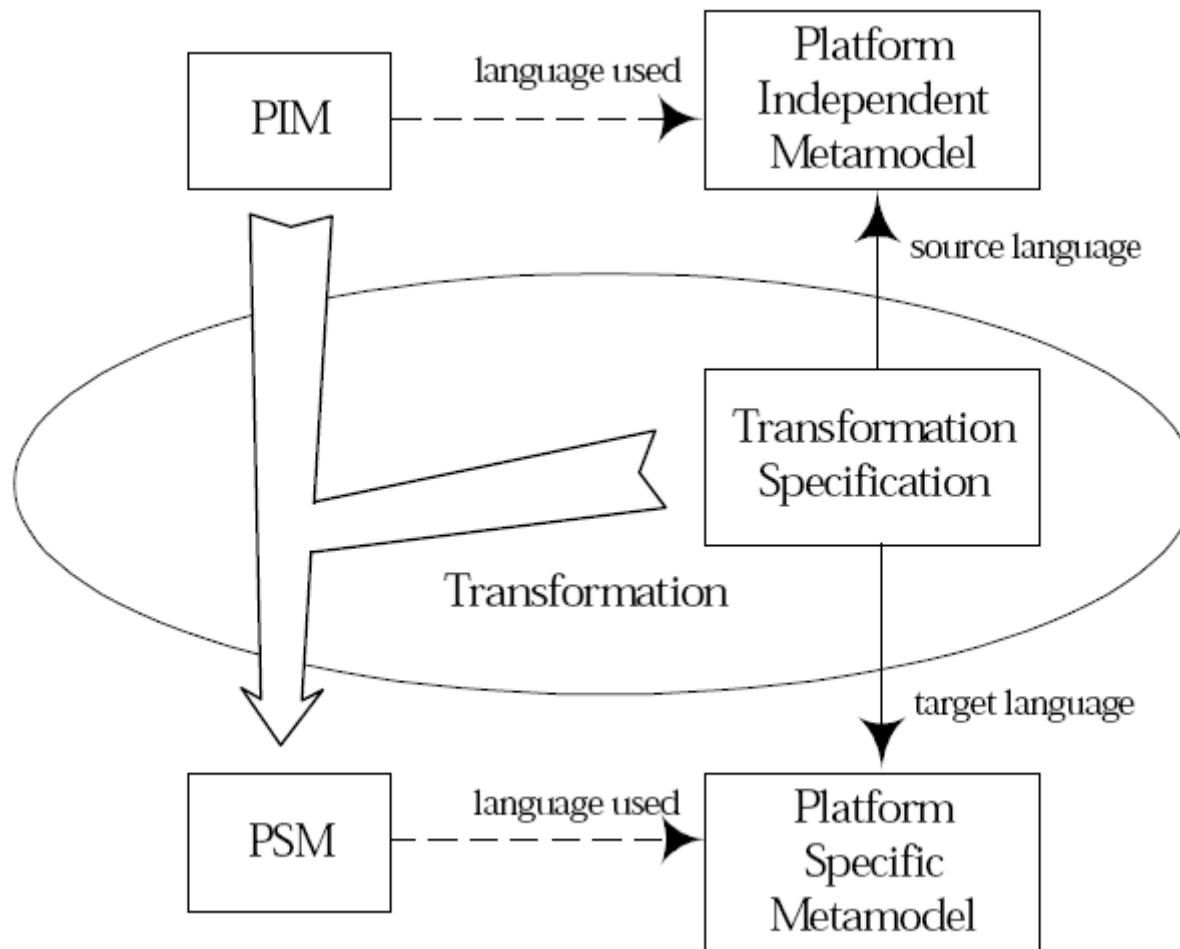 PIM
language used
Platform
Independent
Metamodel
source language
Transformation
Specification
Transformation
target language
PSM
language used
Platform
Specific
Metamodel